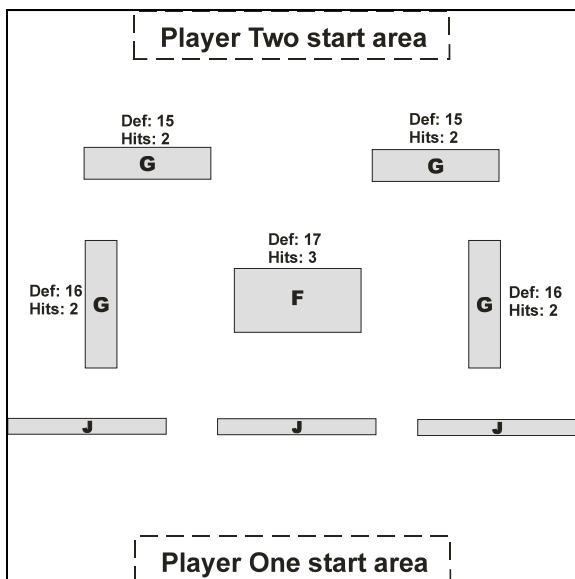 Player Two start area
Def: 15
Hits: 2
G
Def: 15
Hits: 2
G
Def: 16
Hits: 2
G
Def: 17
Hits: 3
F
G
Def: 16
Hits: 2
J
J
J
Player One start area